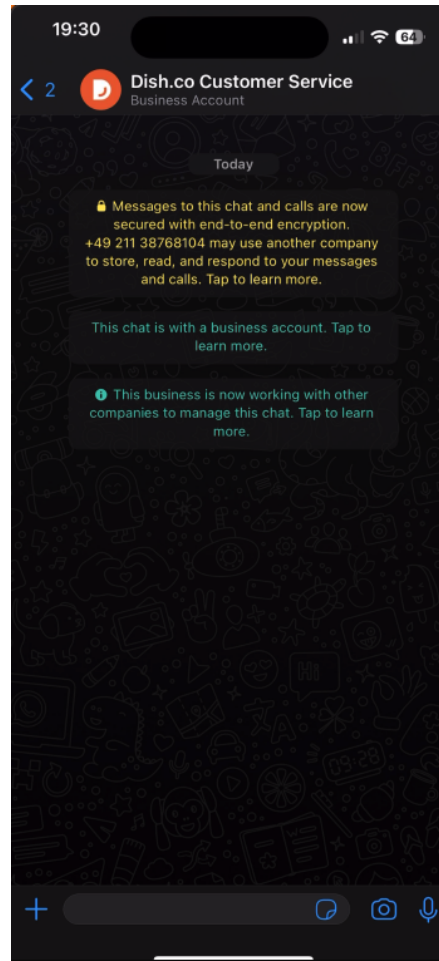 19:30
64
2
Dish.co Customer Service
Business Account
Today
Messages to this chat and calls are now
secured with end-to-end encryption.
+49 211 38768104 may use another company
to store, read, and respond to your messages
and calls. Tap to learn more.
This chat is with a business account. Tap to
learn more.
This business is now working with other
companies to manage this chat. Tap to learn
more.
Hi
09:28